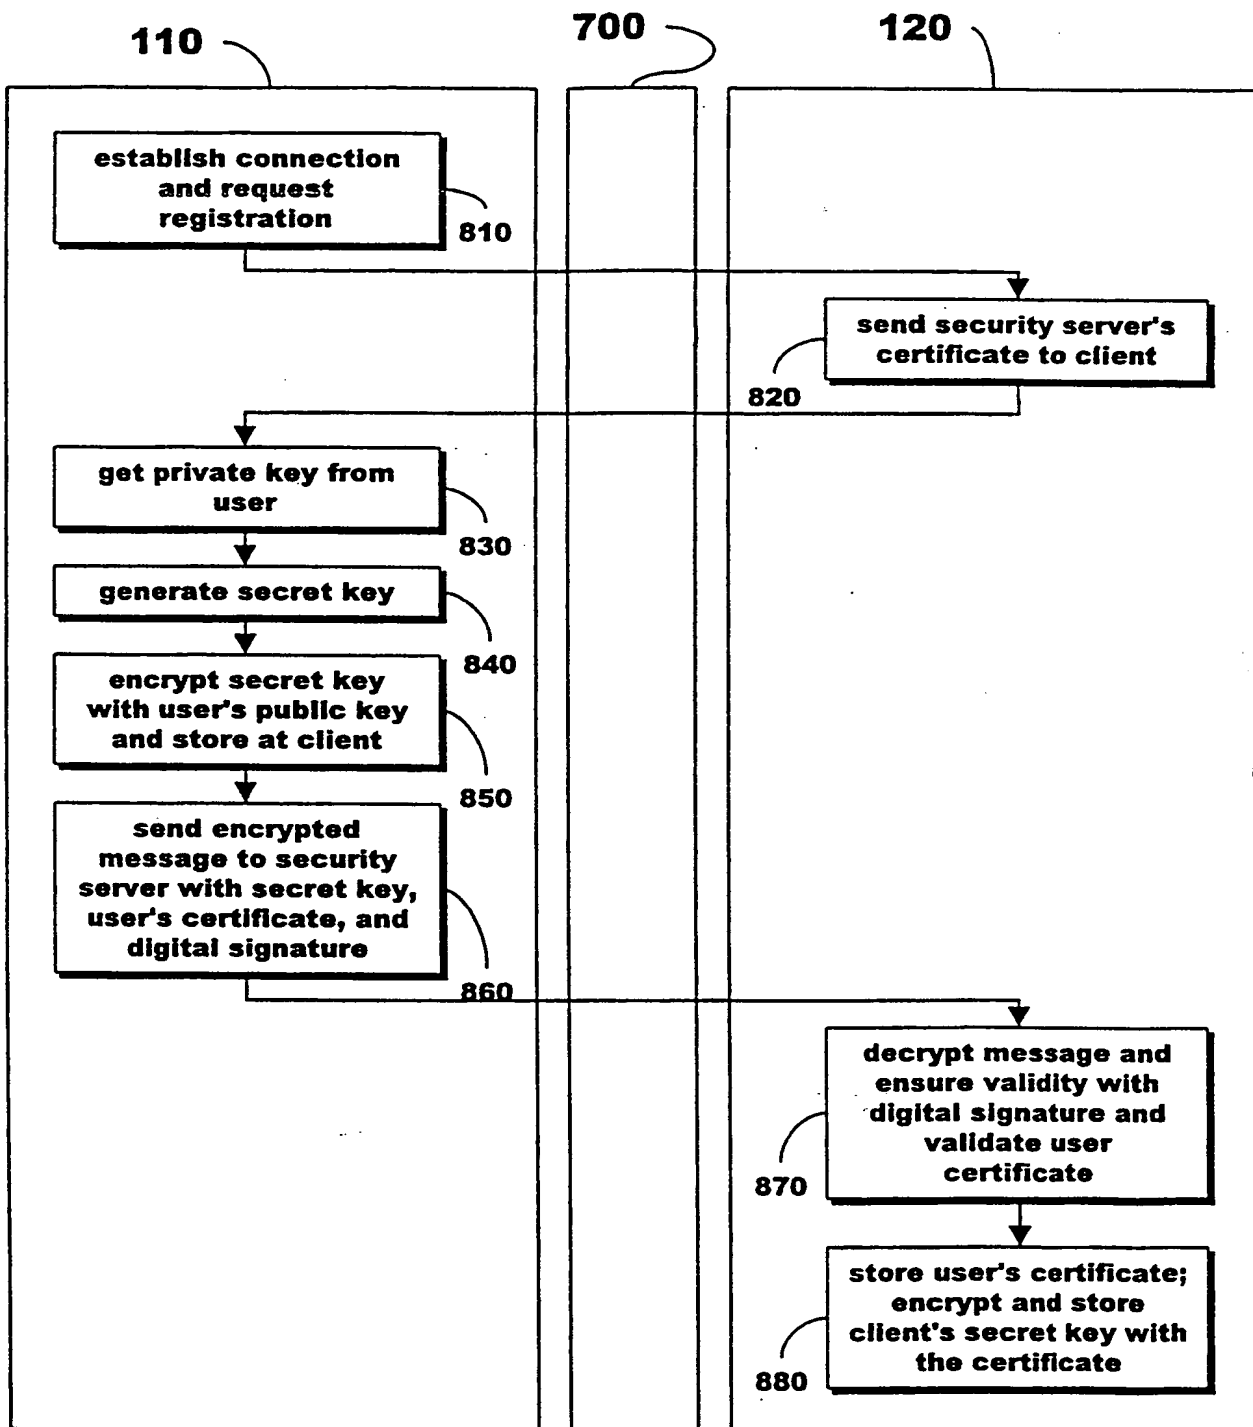 110
700
120
establish connection
and request
registration
810
send security server's
certificate to client
820
get private key from
user
830
generate secret key
840
encrypt secret key
with user's public key
and store at client
850
send encrypted
message to security
server with secret key,
user's certificate, and
digital signature
860
decrypt message and
ensure validity with
digital signature and
validate user
certificate
870
store user's certificate;
encrypt and store
client's secret key with
the certificate
880